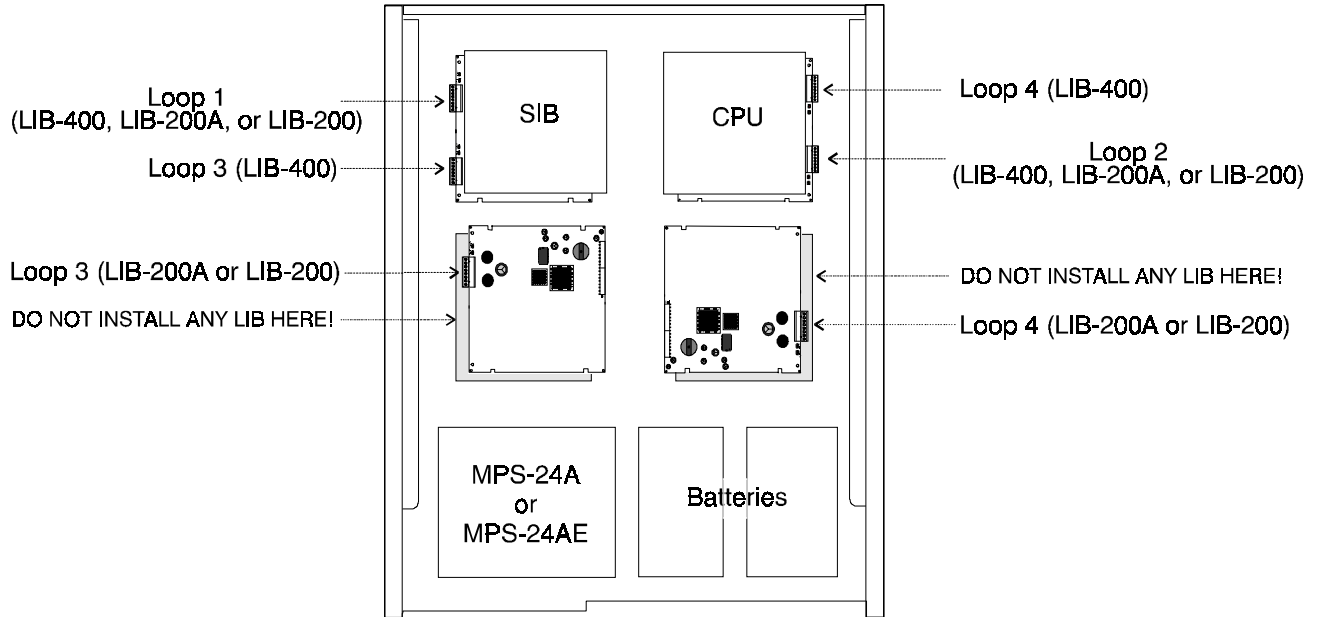 Loop 1
(LIB-400, LIB-200A, or LIB-200)
Loop 3 (LIB-400)
Loop 3 (LIB-200A or LIB-200)
DO NOT INSTALL ANY LIB HERE!
SIB
CPU
Loop 4 (LIB-400)
Loop 2
(LIB-400, LIB-200A, or LIB-200)
DO NOT INSTALL ANY LIB HERE!
Loop 4 (LIB-200A or LIB-200)
MPS-24A
or
MPS-24AE
Batteries